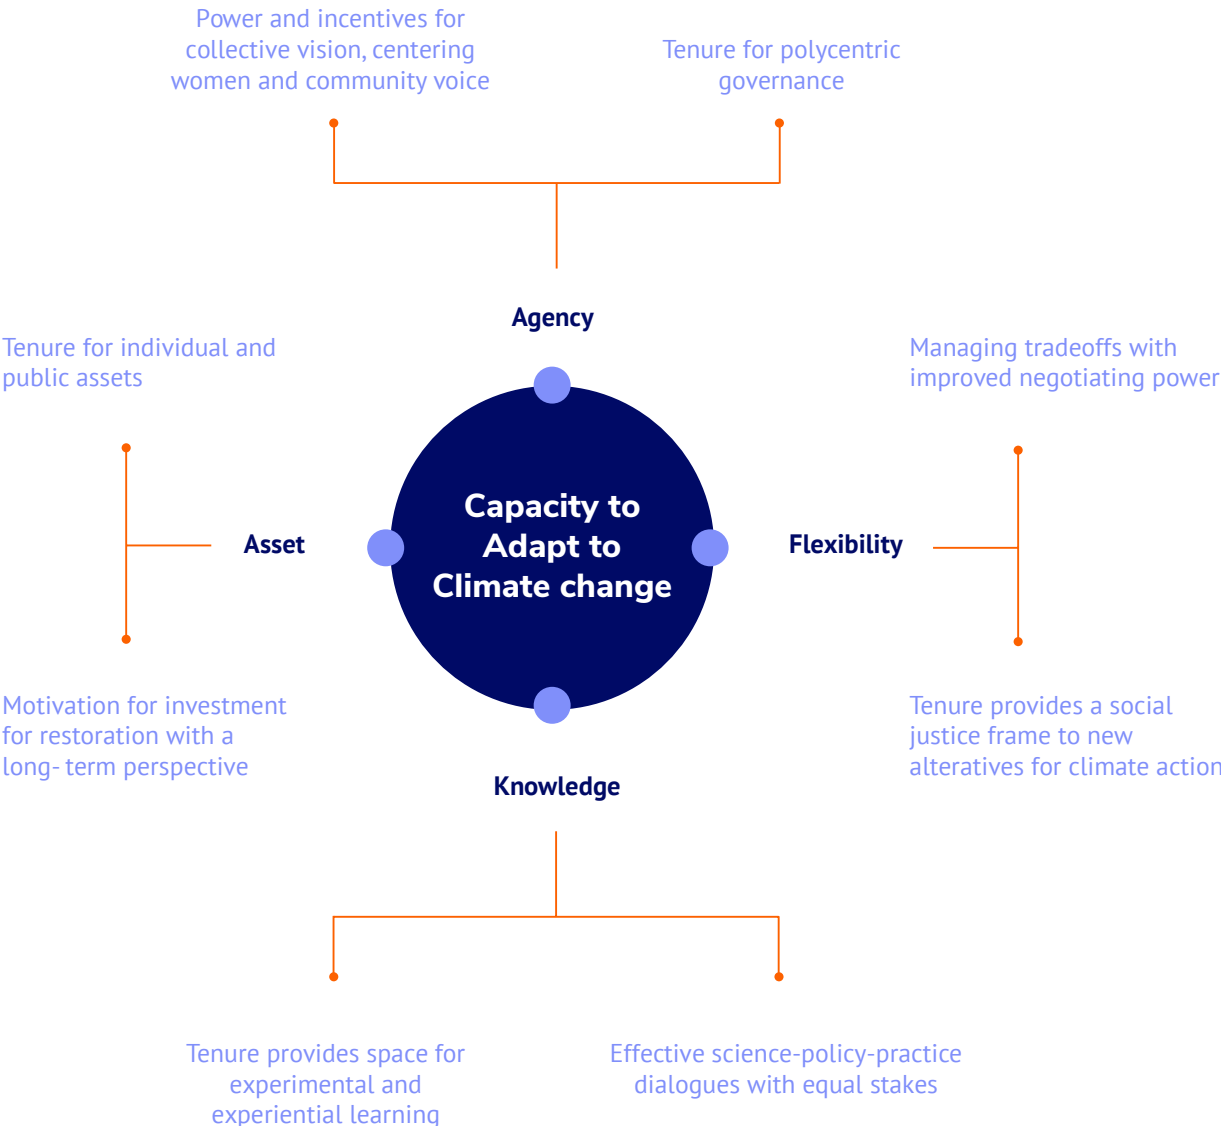 Power and incentives for
collective vision, centering
women and community voice
Tenure for polycentric
governance
Agency
Tenure for individual and
public assets
Managing tradeoffs with
improved negotiating power
Capacity to
Adapt to
Climate change
Asset
Flexibility
Motivation for investment
for restoration with a
long- term perspective
Tenure provides a social
justice frame to new
alteratives for climate action
Knowledge
Tenure provides space for
experimental and
experiential learning
Effective science-policy-practice
dialogues with equal stakes